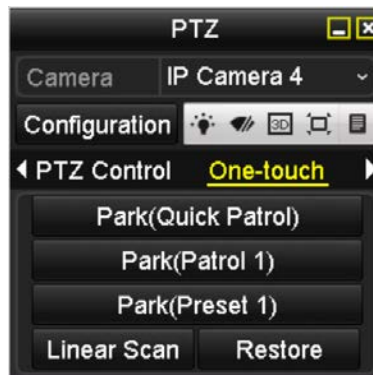 PTZ
Camera IP Camera 4
Configuration 3D
PTZ Control One-touch
Park(Quick Patrol)
Park(Patrol 1)
Park(Preset 1)
Linear Scan Restore